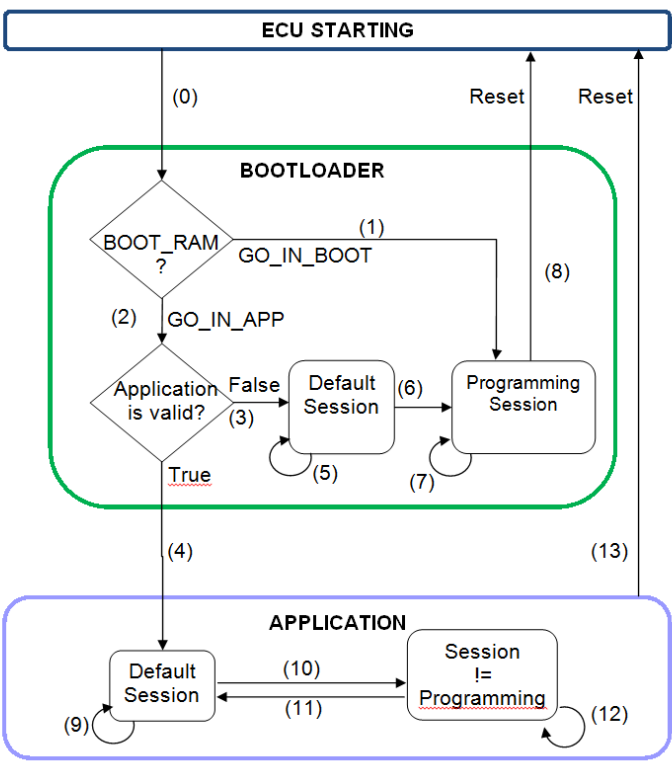 ECU STARTING
(0)
Reset
Reset
BOOTLOADER
BOOT_RAM
?
(1)
GO_IN_BOOT
(8)
(2)
GO_IN_APP
Application
is valid?
False
(3)
Default
Session
(6)
Programming
Session
(5)
(7)
True
(4)
(13)
APPLICATION
Default
Session
(10)
(11)
Session
!=
Programming
(9)
(12)